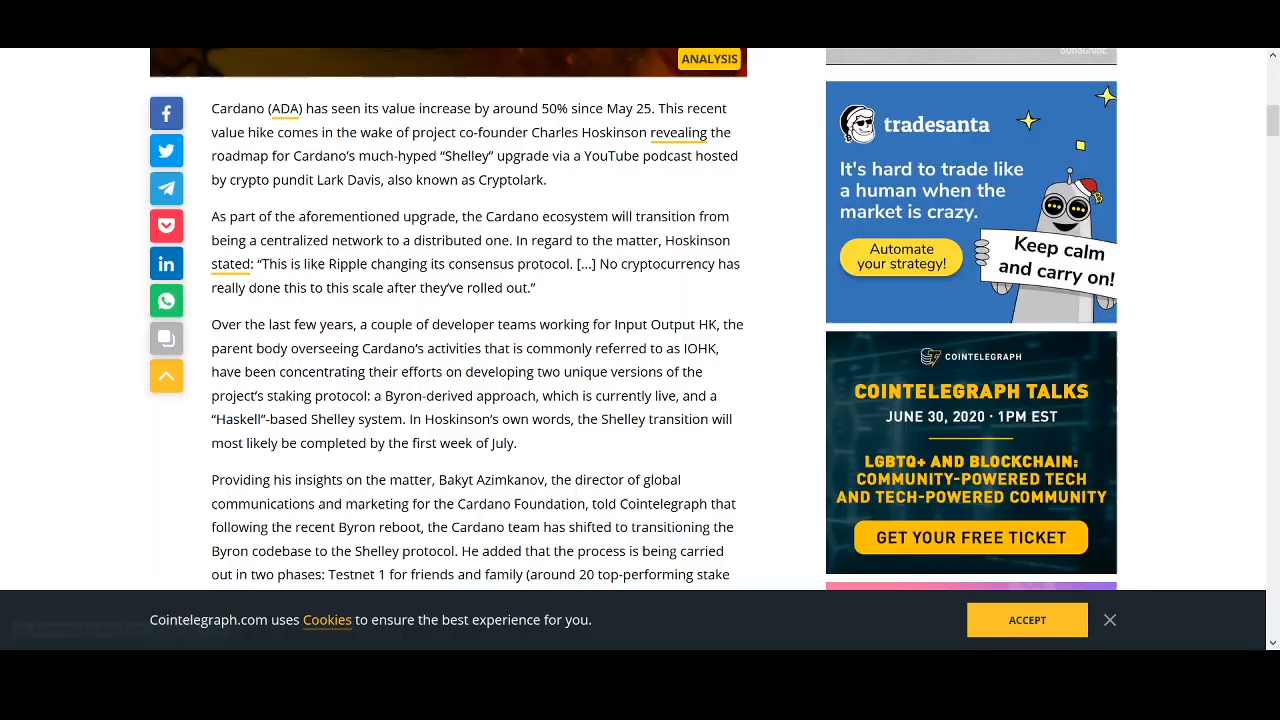 SUBSCRIBE
ANALYSIS
Cardano (ADA) has seen its value increase by around 50% since May 25. This recent
value hike comes in the wake of project co-founder Charles Hoskinson revealing the
roadmap for Cardano’s much-hyped “Shelley” upgrade via a YouTube podcast hosted
by crypto pundit Lark Davis, also known as Cryptolark.
As part of the aforementioned upgrade, the Cardano ecosystem will transition from
being a centralized network to a distributed one. In regard to the matter, Hoskinson
stated: “This is like Ripple changing its consensus protocol. [...] No cryptocurrency has
really done this to this scale after they’ve rolled out.”
Over the last few years, a couple of developer teams working for Input Output HK, the
parent body overseeing Cardano’s activities that is commonly referred to as IOHK,
have been concentrating their efforts on developing two unique versions of the
project’s staking protocol: a Byron-derived approach, which is currently live, and a
“Haskell”-based Shelley system. In Hoskinson’s own words, the Shelley transition will
most likely be completed by the first week of July.
Providing his insights on the matter, Bakyt Azimkanov, the director of global
communications and marketing for the Cardano Foundation, told Cointelegraph that
following the recent Byron reboot, the Cardano team has shifted to transitioning the
Byron codebase to the Shelley protocol. He added that the process is being carried
out in two phases: Testnet 1 for friends and family (around 20 top-performing stake
tradesanta
It's hard to trade like
a human when the
market is crazy.
Automate
your strategy!
Keep calm
and carry on!
COINTELEGRAPH
COINTELEGRAPH TALKS
JUNE 30, 2020 · 1PM EST
LGBTQ+ AND BLOCKCHAIN:
COMMUNITY-POWERED TECH
AND TECH-POWERED COMMUNITY
GET YOUR FREE TICKET
Cointelegraph.com uses Cookies to ensure the best experience for you.
ACCEPT